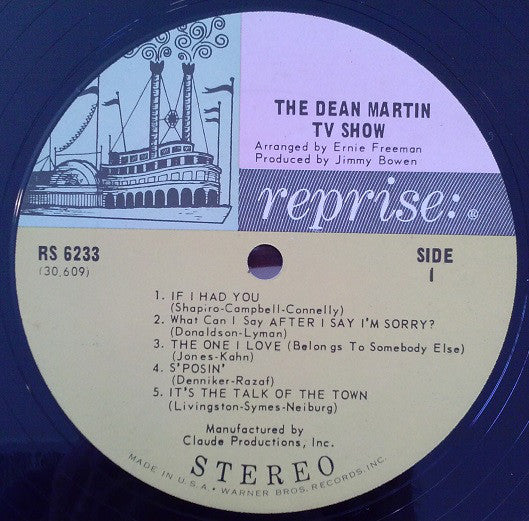 THE DEAN MARTIN
TV SHOW
Arranged by Ernie Freeman
Produced by Jimmy Bowen
reprise: ®
RS 6233
(30,609)
SIDE
1
1. IF I HAD YOU
(Shapiro-Campbell-Connelly)
2. What Can I Say AFTER I SAY I'M SORRY?
(Donaldson-Lyman)
3. THE ONE I LOVE (Belongs To Somebody Else)
(Jones-Kahn)
4. S'POSIN'
(Denniker-Razaf)
5. IT'S THE TALK OF THE TOWN
(Livingston-Symes-Neiburg)
Manufactured by
Claude Productions, Inc.
STEREO
MADE IN U.S.A. • WARNER BROS. RECORDS, INC.